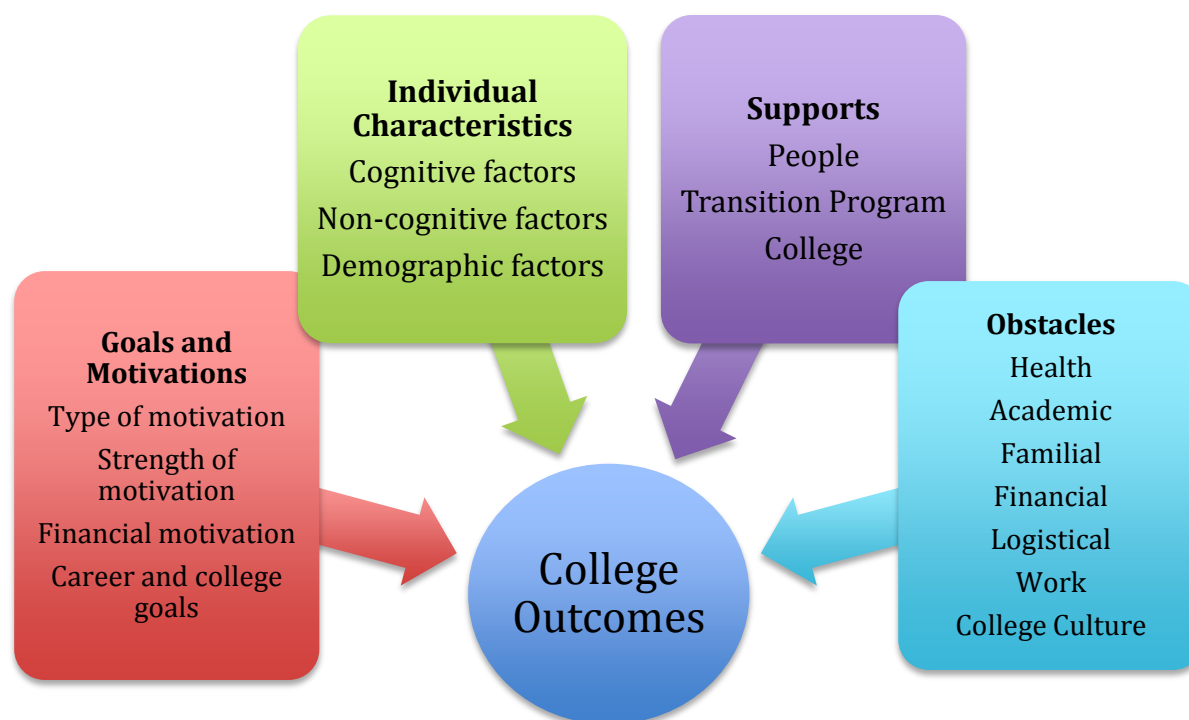 Goals and
Motivations
Type of motivation
Strength of
motivation
Financial motivation
Career and college
goals
Individual
Characteristics
Cognitive factors
Non-cognitive factors
Demographic factors
Supports
People
Transition Program
College
Obstacles
Health
Academic
Familial
Financial
Logistical
Work
College Culture
College
Outcomes